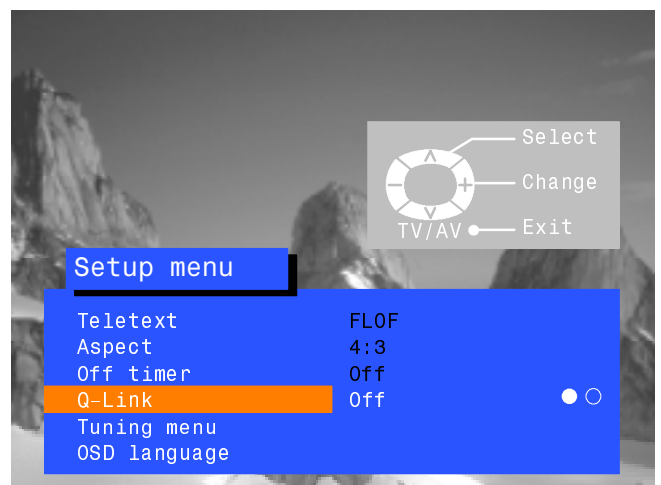 Select
Change
TV/AV Exit
Setup menu
Teletext FLOF
Aspect 4:3
Off timer Off
Q-Link Off
Tuning menu
OSD language